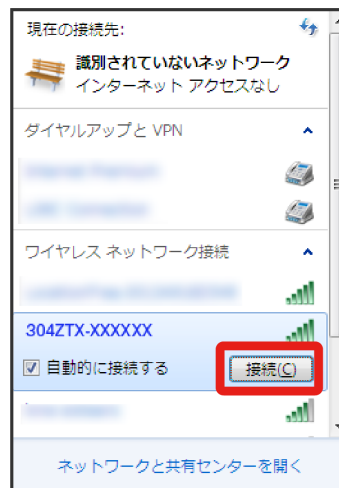 現在の接続先:
識別されていないネットワーク
インターネット アクセスなし
ダイヤルアップと VPN
ワイヤレス ネットワーク接続
304ZTX-XXXXXX
自動的に接続する
接続(C)
ネットワークと共有センターを開く